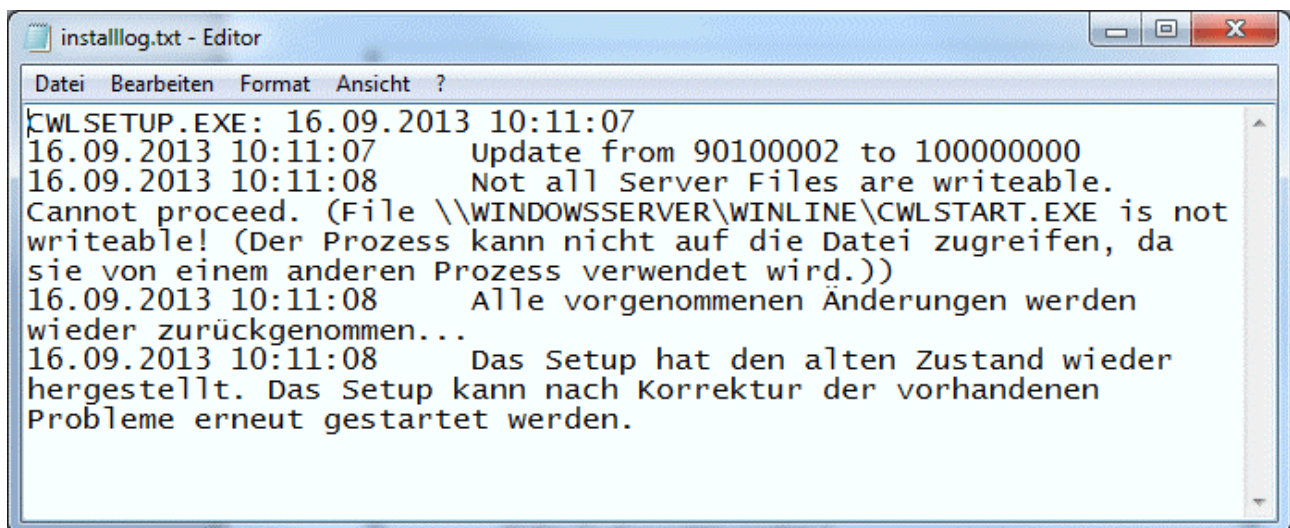 installlog.txt - Editor
Datei Bearbeiten Format Ansicht ?
CWLSETUP.EXE: 16.09.2013 10:11:07
16.09.2013 10:11:07 Update from 90100002 to 100000000
16.09.2013 10:11:08 Not all Server Files are writeable.
Cannot proceed. (File \\WINDOWSSERVER\WINLINE\CWLSTART.EXE is not
writeable! (Der Prozess kann nicht auf die Datei zugreifen, da
sie von einem anderen Prozess verwendet wird.))
16.09.2013 10:11:08 Alle vorgenommenen Änderungen werden
wieder zurückgenommen...
16.09.2013 10:11:08 Das Setup hat den alten Zustand wieder
hergestellt. Das Setup kann nach Korrektur der vorhandenen
Probleme erneut gestartet werden.